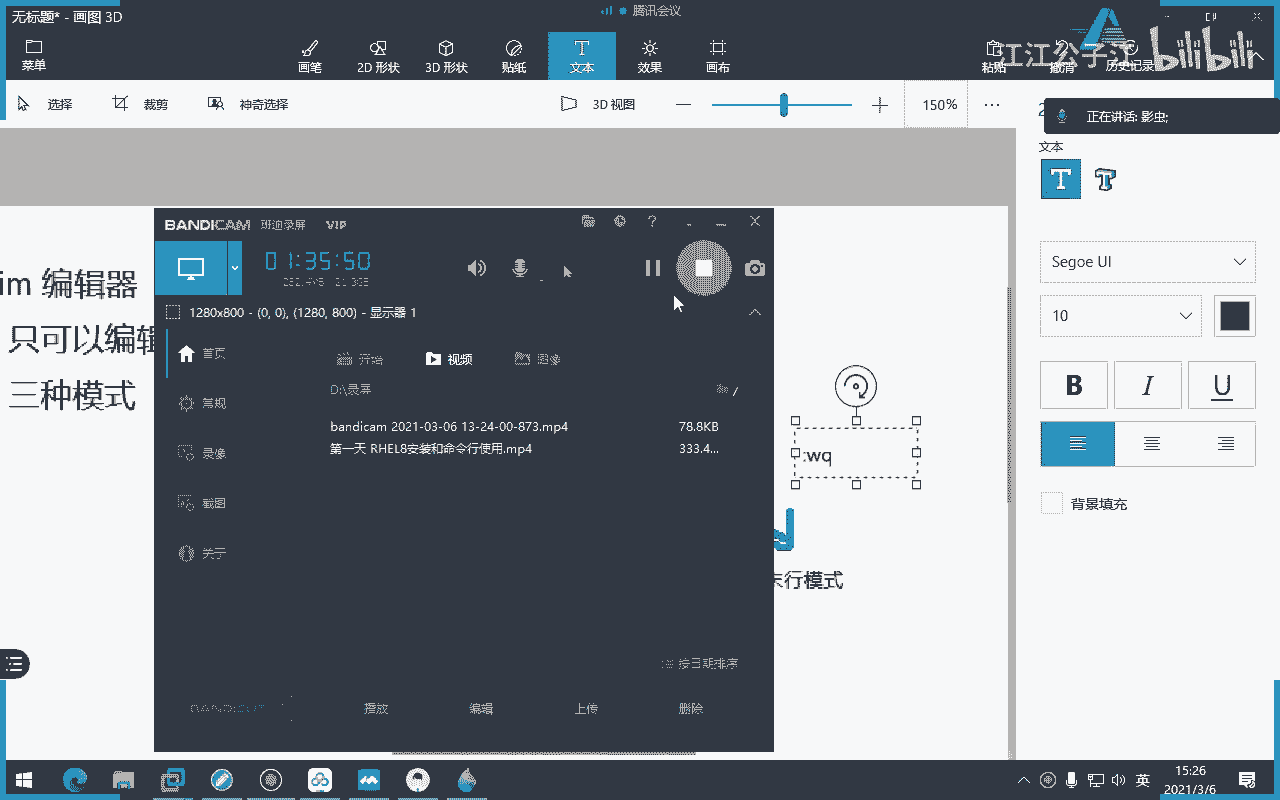 无标题* - 画图 3D
腾讯会议
菜单
画笔
2D 形状
3D 形状
贴纸
文本
效果
画布
粘贴
撤消
历史记录
江江公子江
bilibili
选择
裁剪
神奇选择
3D 视图
150%
正在讲话: 影虫;
文本
Segoe UI
10
B I U
背景填充
im 编辑器
只可以编辑
三种模式
:wq
末行模式
BANDICAM 班迪录屏 VIP
01:35:50
1280x800 - (0, 0), (1280, 800) - 显示器 1
首页
常规
录像
截图
关于
开始
视频
图像
D:\录屏
bandicam 2021-03-06 13-24-00-873.mp4 78.8KB
第一天 RHEL8安装和命令行使用.mp4 333.4...
按日期排序
BANDICUT
播放
编辑
上传
删除
英
15:26
2021/3/6